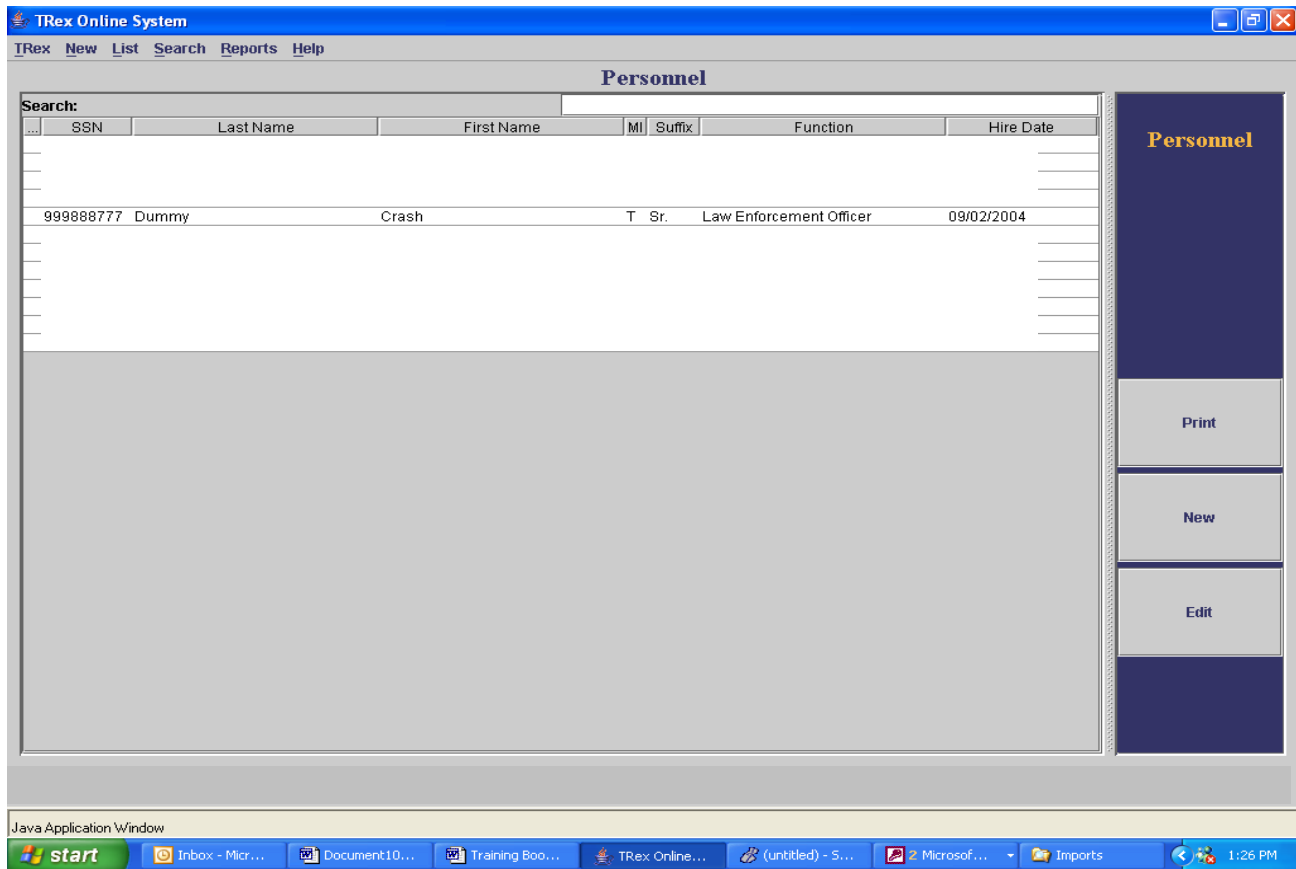 TRex Online System
TRex New List Search Reports Help
Personnel
Search:
... SSN Last Name First Name MI Suffix Function Hire Date
Personnel
999888777 Dummy Crash T Sr. Law Enforcement Officer 09/02/2004
Print
New
Edit
Java Application Window
start Inbox - Micr... Document10... Training Boo... TRex Online... (untitled) - S... 2 Microsof... Imports 1:26 PM